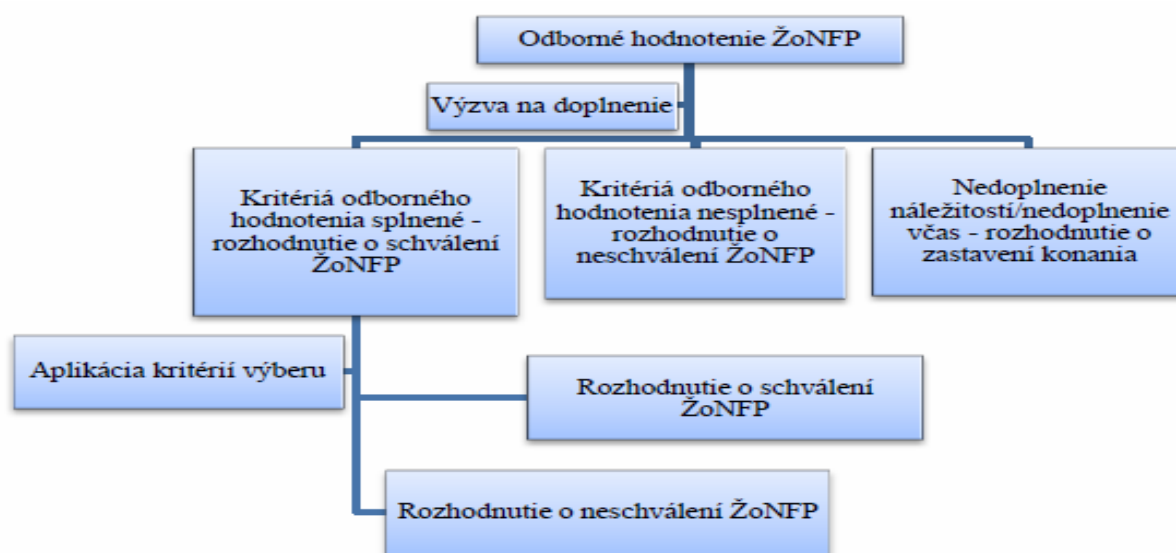 Odborné hodnotenie ŽoNFP
Výzva na doplnenie
Kritériá odborného
hodnotenia splnené -
rozhodnutie o schválení
ŽoNFP
Kritériá odborného
hodnotenia nesplnené -
rozhodnutie o
neschválení ŽoNFP
Nedoplnenie
náležitostí/nedoplnenie
včas - rozhodnutie o
zastavení konania
Aplikácia kritérií výberu
Rozhodnutie o schválení
ŽoNFP
Rozhodnutie o neschválení ŽoNFP